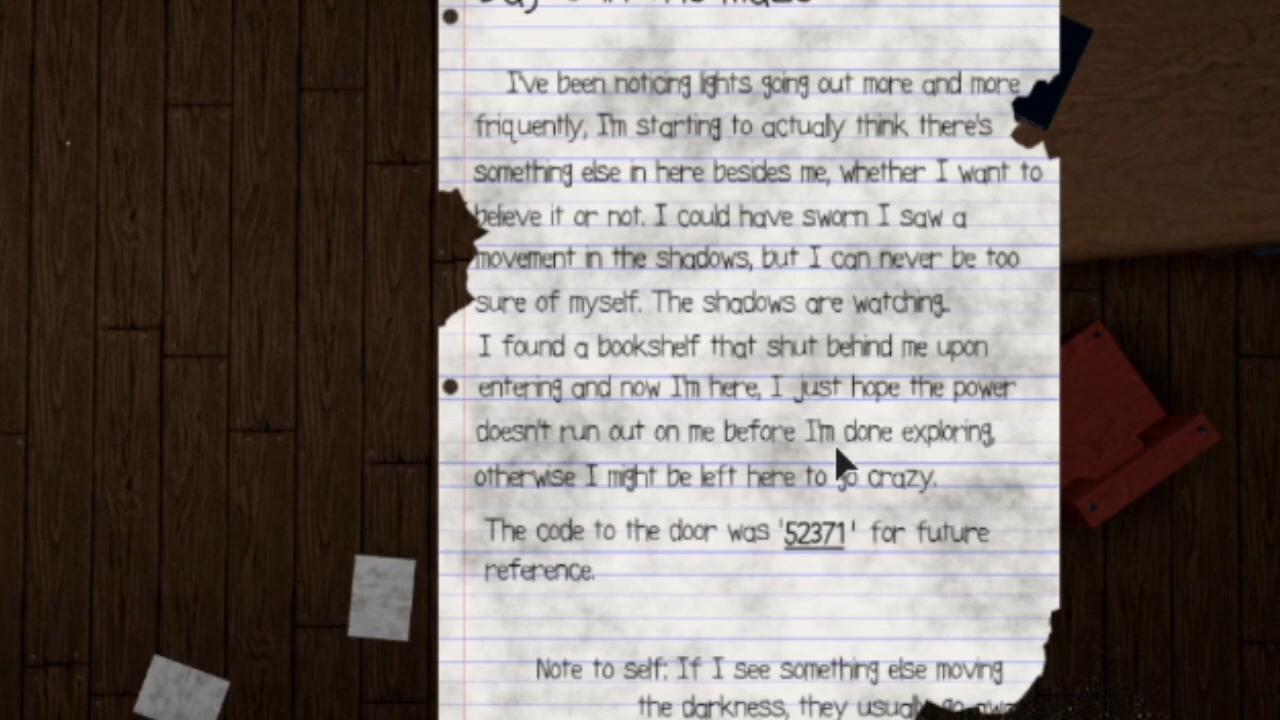 I've been noticing lights going out more and more
friquently, I'm starting to actually think there's
something else in here besides me, whether I want to
believe it or not. I could have sworn I saw a
movement in the shadows, but I can never be too
sure of myself. The shadows are watching..
I found a bookshelf that shut behind me upon
entering and now I'm here, I just hope the power
doesn't run out on me before I'm done exploring,
otherwise I might be left here to go crazy.
The code to the door was '52371' for future
reference.
Note to self: If I see something else moving
the darkness, they usually go